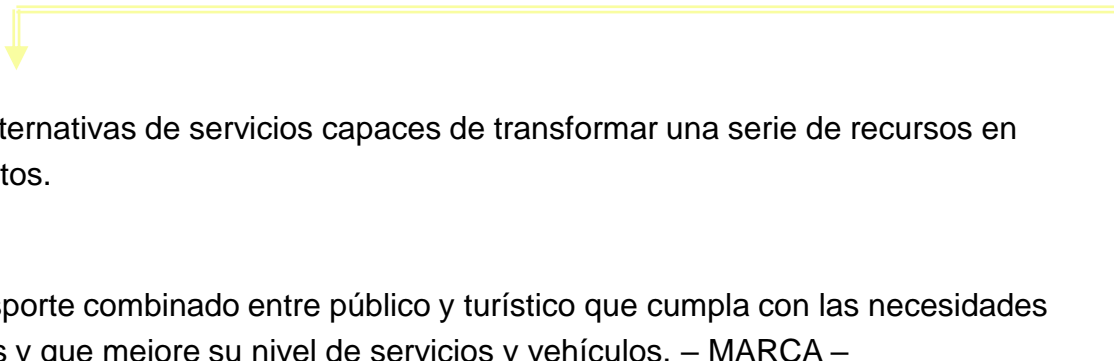 ternativas de servicios capaces de transformar una serie de recursos en
tos.
sporte combinado entre público y turístico que cumpla con las necesidades
s y que mejore su nivel de servicios y vehículos. – MARCA –